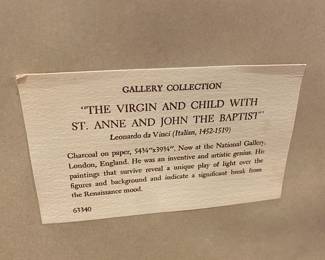 GALLERY COLLECTION
"THE VIRGIN AND CHILD WITH
ST. ANNE AND JOHN THE BAPTIST"
Leonardo da Vinci (Italian, 1452-1519)
Charcoal on paper, 54¾"x39¾". Now at the National Gallery,
London, England. He was an inventive and artistic genius. His
paintings that survive reveal a unique play of light over the
figures and background and indicate a significant break from
the Renaissance mood.
63340